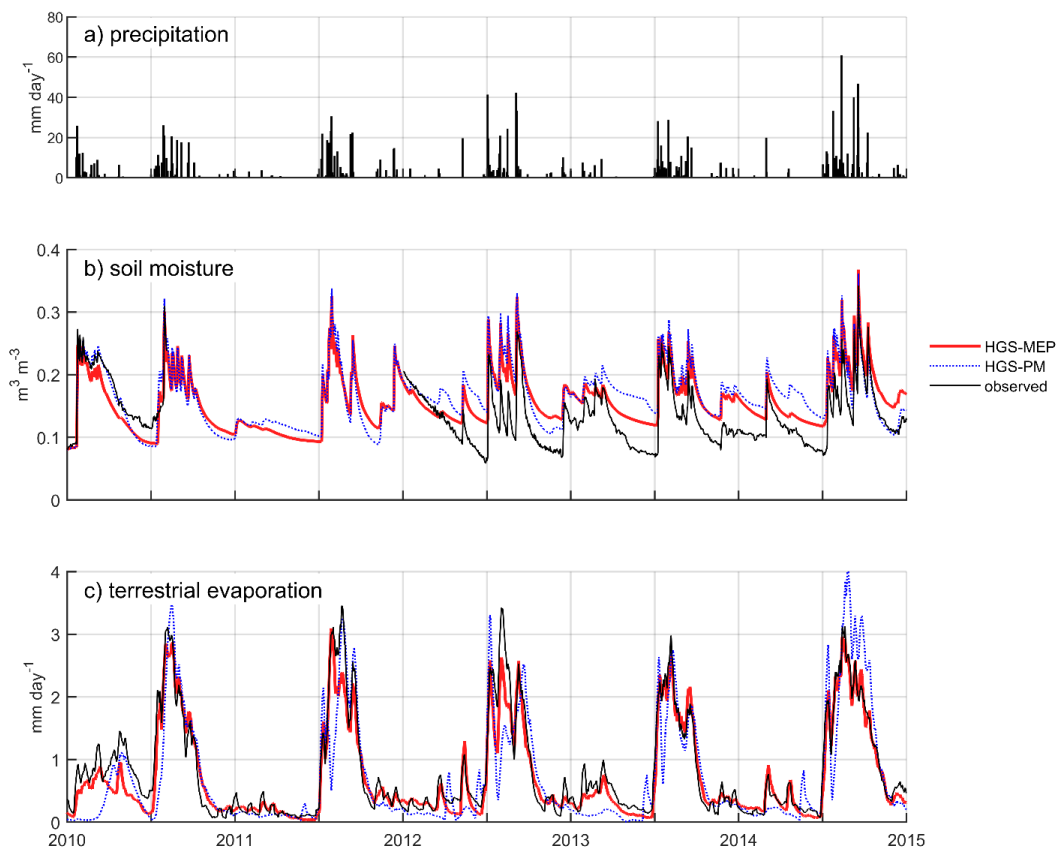 a) precipitation
80
60
40
20
0
mm day⁻¹
b) soil moisture
0.4
0.3
0.2
0.1
0
m³ m⁻³
HGS-MEP
HGS-PM
observed
c) terrestrial evaporation
4
3
2
1
0
mm day⁻¹
2010 2011 2012 2013 2014 2015